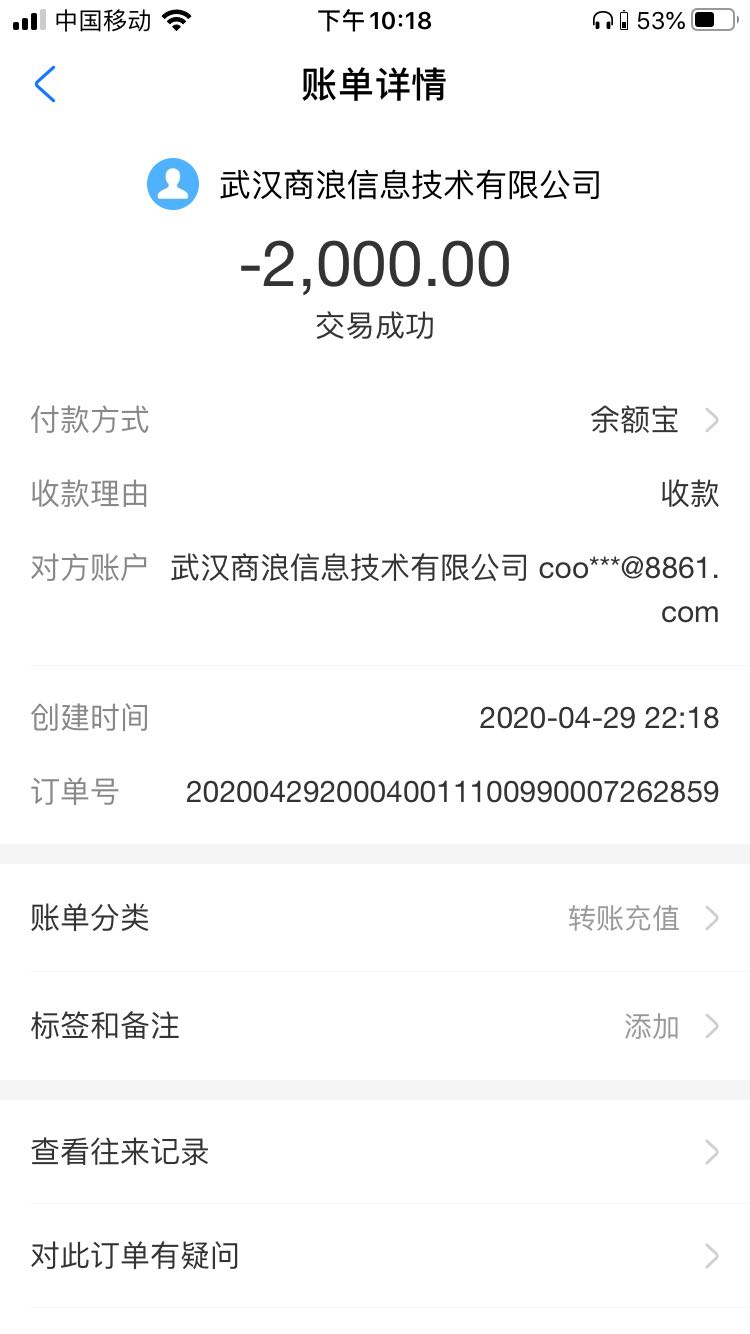 中国移动 下午10:18 53%
账单详情
武汉商浪信息技术有限公司
-2,000.00
交易成功
付款方式 余额宝
收款理由 收款
对方账户 武汉商浪信息技术有限公司 coo***@8861.
com
创建时间 2020-04-29 22:18
订单号 20200429200040011100990007262859
账单分类 转账充值
标签和备注 添加
查看往来记录
对此订单有疑问